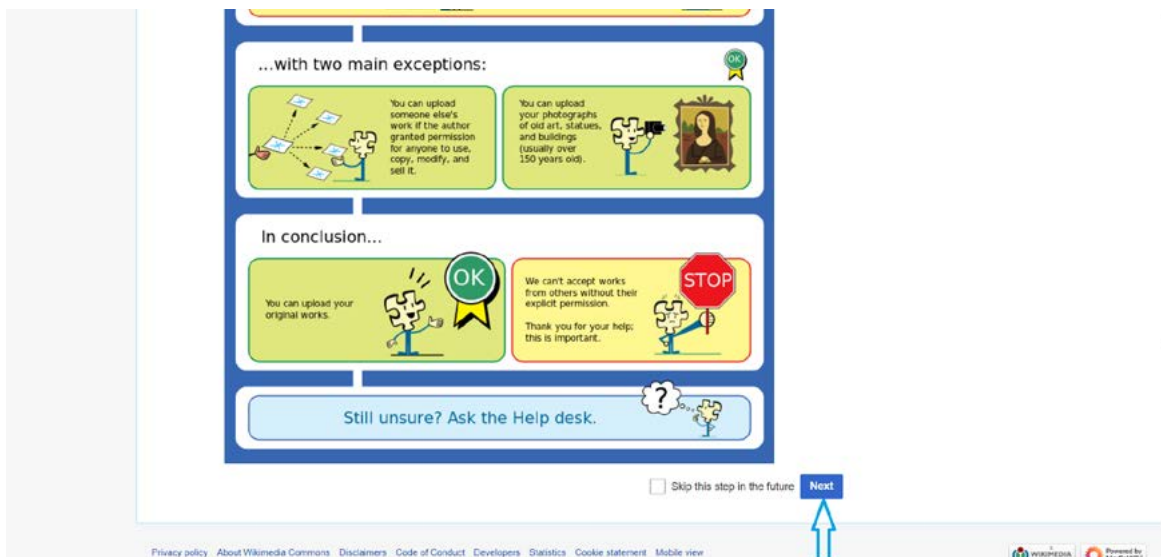 ...with two main exceptions:
OK
You can upload
someone else's
work if the author
granted permission
for anyone to use,
copy, modify, and
sell it.
You can upload
your photographs
of old art, statues,
and buildings
(usually over
150 years old).
In conclusion...
You can upload your
original works.
OK
We can't accept works
from others without their
explicit permission.
Thank you for your help;
this is important.
STOP
?
Still unsure? Ask the Help desk.
Skip this step in the future
Next
Privacy policy About Wikimedia Commons Disclaimers Code of Conduct Developers Statistics Cookie statement Mobile view
WIKIMEDIA
Powered by